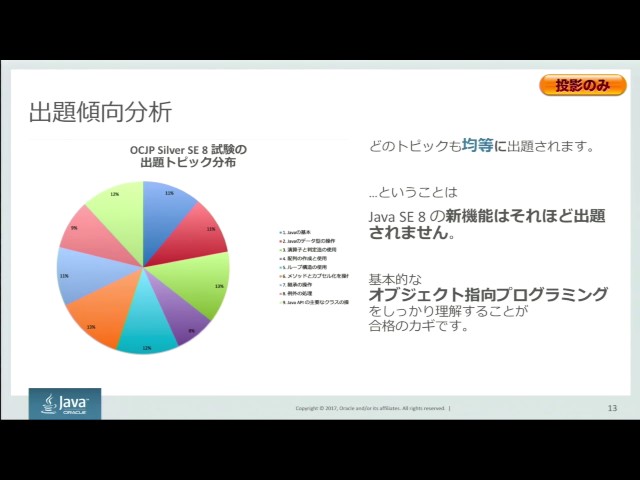 投影のみ
出題傾向分析
OCJP Silver SE 8 試験の
出題トピック分布
11%
11%
13%
8%
12%
13%
11%
9%
12%
1. Javaの基本
2. Javaのデータ型の操作
3. 演算子と判定法の使用
4. 配列の作成と使用
5. ループ構造の使用
6. メソッドとカプセル化を操作
7. 継承の操作
8. 例外の処理
9. Java API の主要なクラスの操
どのトピックも均等に出題されます。
...ということは
Java SE 8 の新機能はそれほど出題
されません。
基本的な
オブジェクト指向プログラミング
をしっかり理解することが
合格のカギです。
Java™
ORACLE
Copyright © 2017, Oracle and/or its affiliates. All rights reserved. |
13